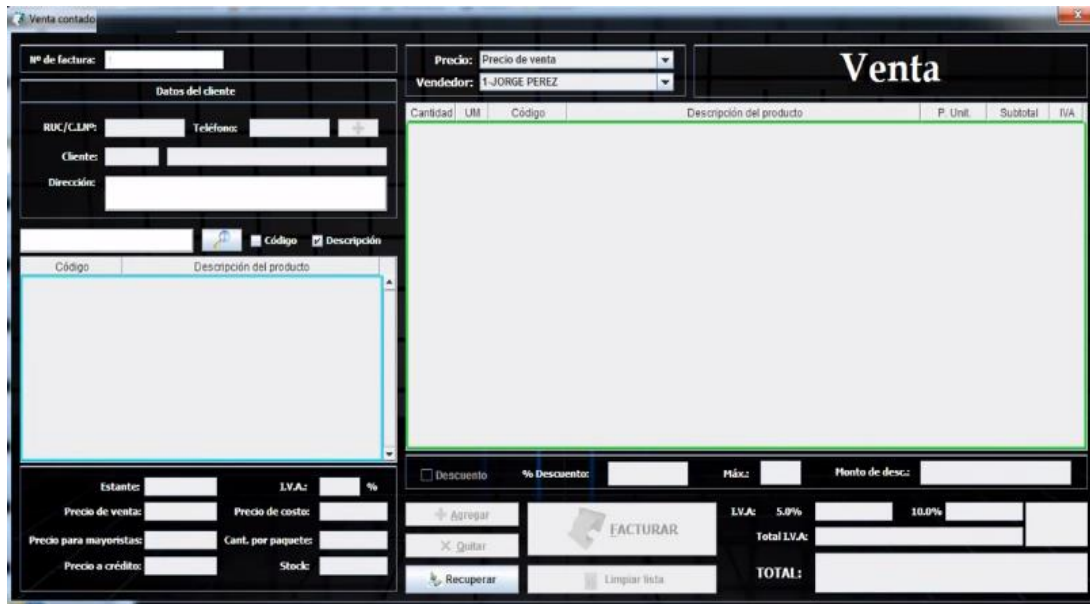 Venta contado
Nº de factura:
Datos del cliente
RUC/C.I.Nº:
Teléfono:
Cliente:
Dirección:
Código
Descripción
Código
Descripción del producto
Estante:
I.V.A:
%
Precio de venta:
Precio de costo:
Precio para mayoristas:
Cant. por paquete:
Precio a crédito:
Stock:
Precio:
Precio de venta
Vendedor:
1-JORGE PEREZ
Venta
Cantidad
UM
Código
Descripción del producto
P. Unit.
Subtotal
IVA
Descuento
% Descuento:
Máx.:
Monto de desc.:
Agregar
Quitar
Recuperar
FACTURAR
Limpiar lista
I.V.A:
5.0%
10.0%
Total I.V.A:
TOTAL: